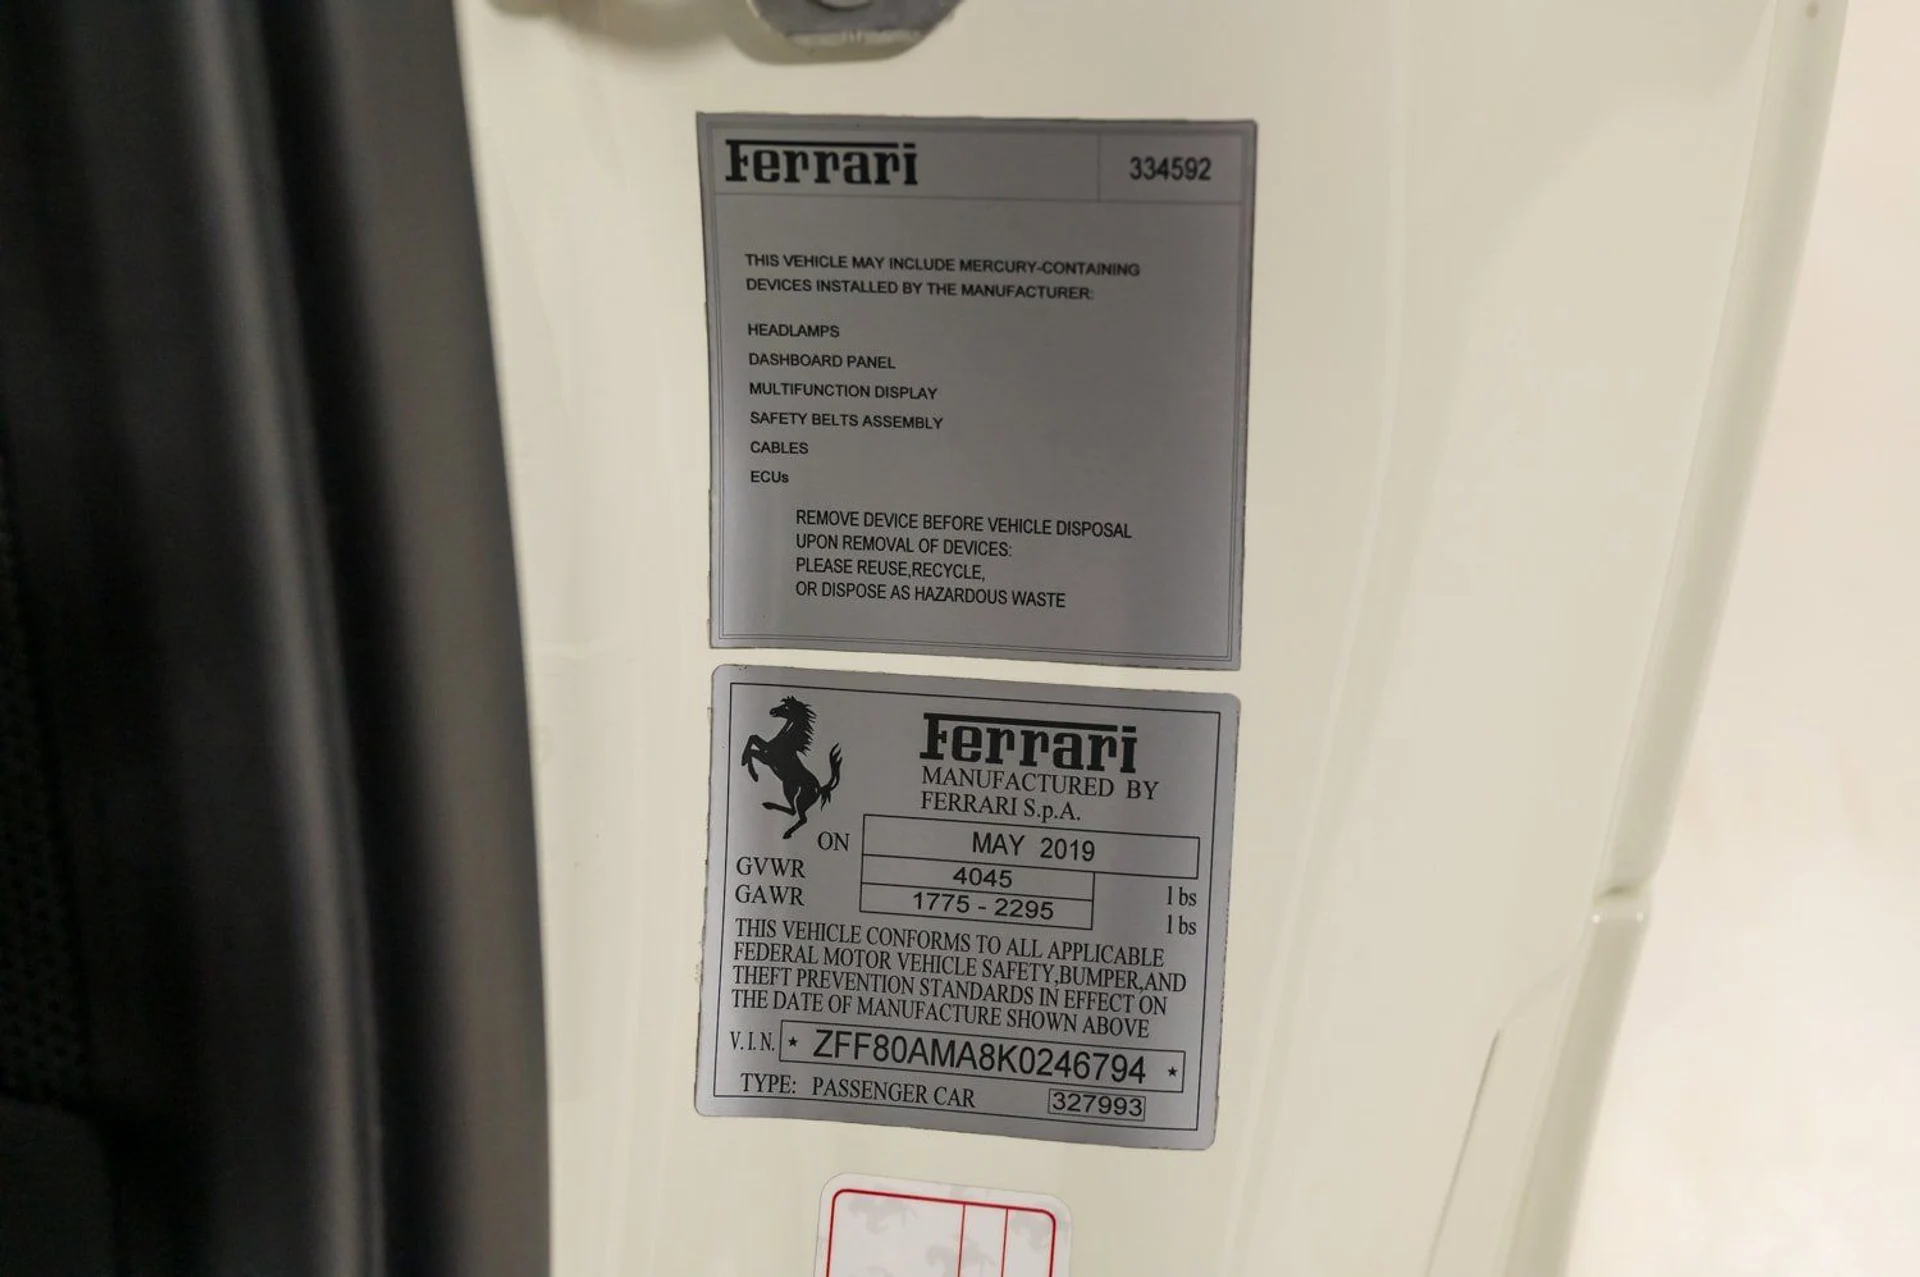 Ferrari 334592
THIS VEHICLE MAY INCLUDE MERCURY-CONTAINING
DEVICES INSTALLED BY THE MANUFACTURER:
HEADLAMPS
DASHBOARD PANEL
MULTIFUNCTION DISPLAY
SAFETY BELTS ASSEMBLY
CABLES
ECUs
REMOVE DEVICE BEFORE VEHICLE DISPOSAL
UPON REMOVAL OF DEVICES:
PLEASE REUSE,RECYCLE,
OR DISPOSE AS HAZARDOUS WASTE
Ferrari
MANUFACTURED BY
FERRARI S.p.A.
ON MAY 2019
GVWR 4045 lbs
GAWR 1775 - 2295 lbs
THIS VEHICLE CONFORMS TO ALL APPLICABLE
FEDERAL MOTOR VEHICLE SAFETY,BUMPER,AND
THEFT PREVENTION STANDARDS IN EFFECT ON
THE DATE OF MANUFACTURE SHOWN ABOVE
V.I.N. * ZFF80AMA8K0246794 *
TYPE: PASSENGER CAR 327993